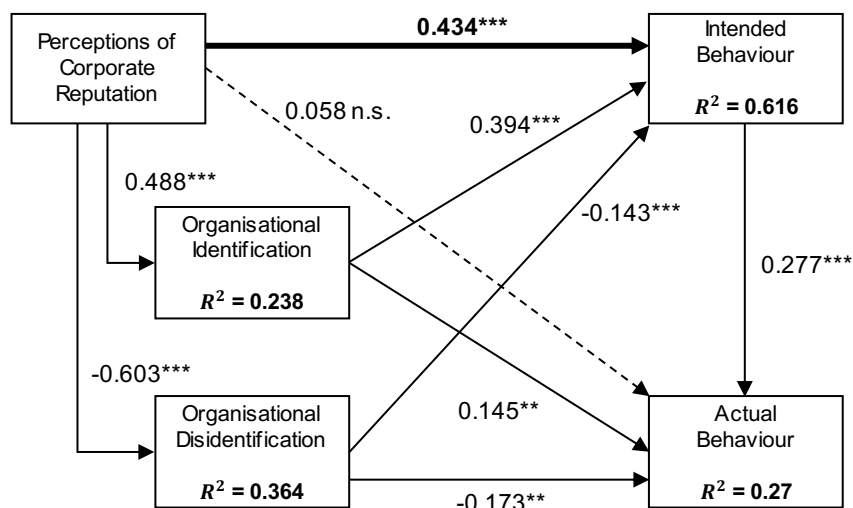 Perceptions of
Corporate
Reputation
0.434***
Intended
Behaviour
R² = 0.616
0.058 n.s.
0.394***
0.488***
-0.143***
Organisational
Identification
R² = 0.238
0.277***
-0.603***
Organisational
Disidentification
R² = 0.364
0.145**
Actual
Behaviour
R² = 0.27
-0.173**